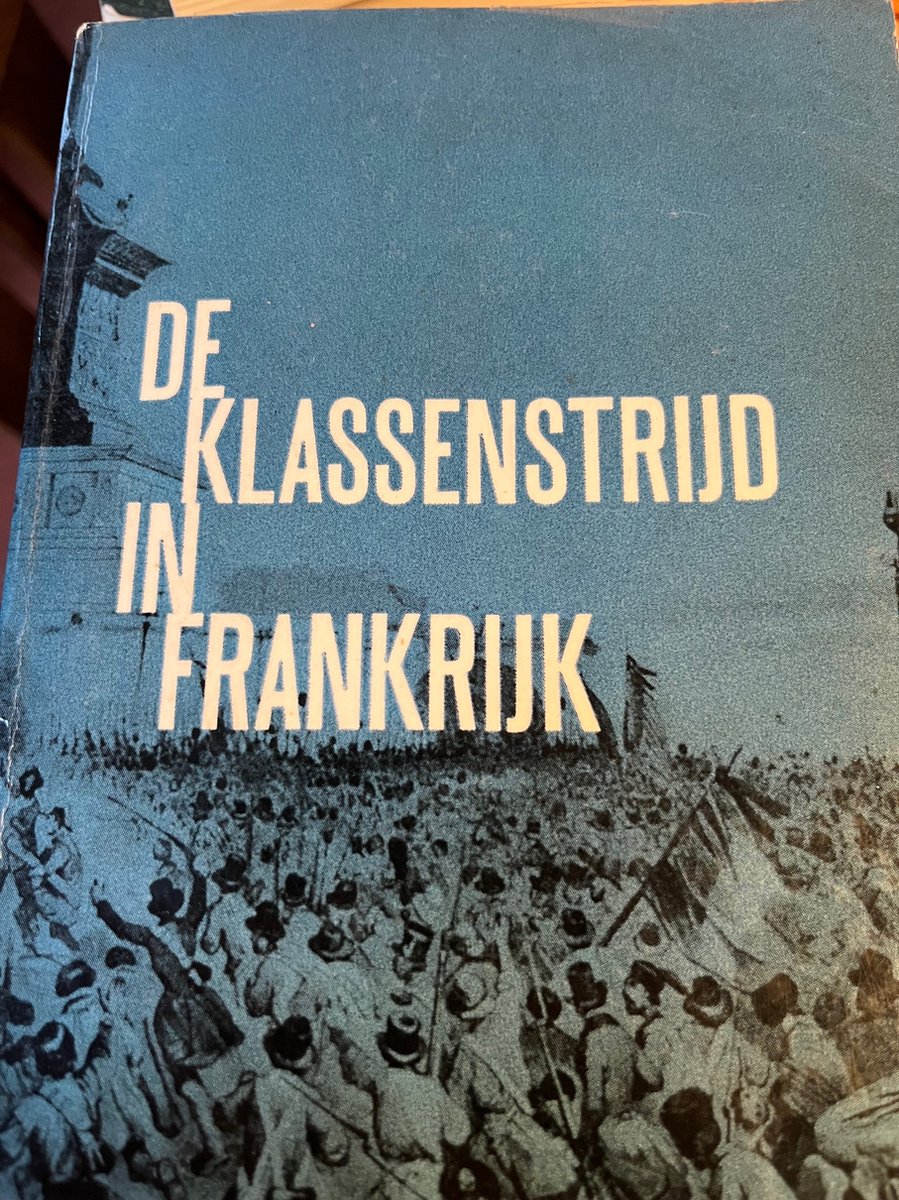 DE
KLASSENSTRIJD
IN
FRANKRIJK